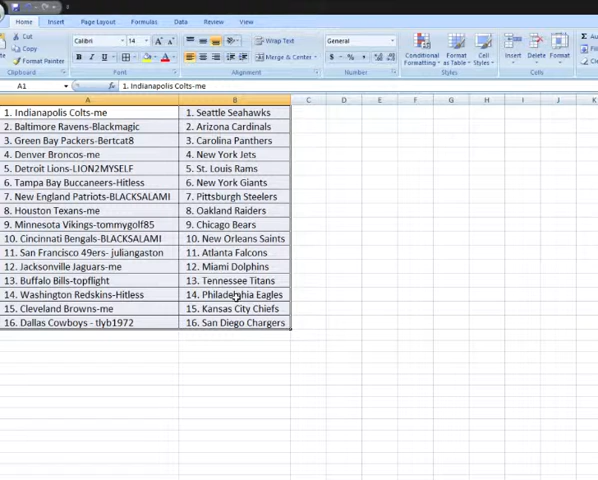 Home Insert Page Layout Formulas Data Review View
Cut
Copy
Format Painter
Clipboard
Calibri 14
B I U
Font
Wrap Text
Merge & Center
Alignment
General
$ % ,
Number
Conditional Formatting
Format as Table
Cell Styles
Styles
Insert Delete Format
Cells
A1
fx 1. Indianapolis Colts-me
A B C D E F G H I J K
1. Indianapolis Colts-me 1. Seattle Seahawks
2. Baltimore Ravens-Blackmagic 2. Arizona Cardinals
3. Green Bay Packers-Bertcat8 3. Carolina Panthers
4. Denver Broncos-me 4. New York Jets
5. Detroit Lions-LION2MYSELF 5. St. Louis Rams
6. Tampa Bay Buccaneers-Hitless 6. New York Giants
7. New England Patriots-BLACKSALAMI 7. Pittsburgh Steelers
8. Houston Texans-me 8. Oakland Raiders
9. Minnesota Vikings-tommygolf85 9. Chicago Bears
10. Cincinnati Bengals-BLACKSALAMI 10. New Orleans Saints
11. San Francisco 49ers- juliangaston 11. Atlanta Falcons
12. Jacksonville Jaguars-me 12. Miami Dolphins
13. Buffalo Bills-topflight 13. Tennessee Titans
14. Washington Redskins-Hitless 14. Philadelphia Eagles
15. Cleveland Browns-me 15. Kansas City Chiefs
16. Dallas Cowboys - tlyb1972 16. San Diego Chargers